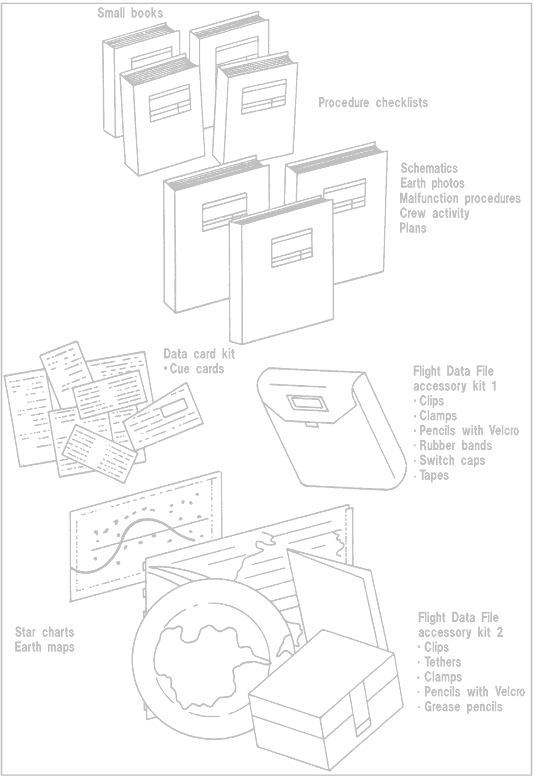 Small books
Procedure checklists
Schematics
Earth photos
Malfunction procedures
Crew activity
Plans
Data card kit
• Cue cards
Flight Data File
accessory kit 1
· Clips
· Clamps
· Pencils with Velcro
· Rubber bands
· Switch caps
· Tapes
Star charts
Earth maps
Flight Data File
accessory kit 2
· Clips
· Tethers
· Clamps
· Pencils with Velcro
· Grease pencils